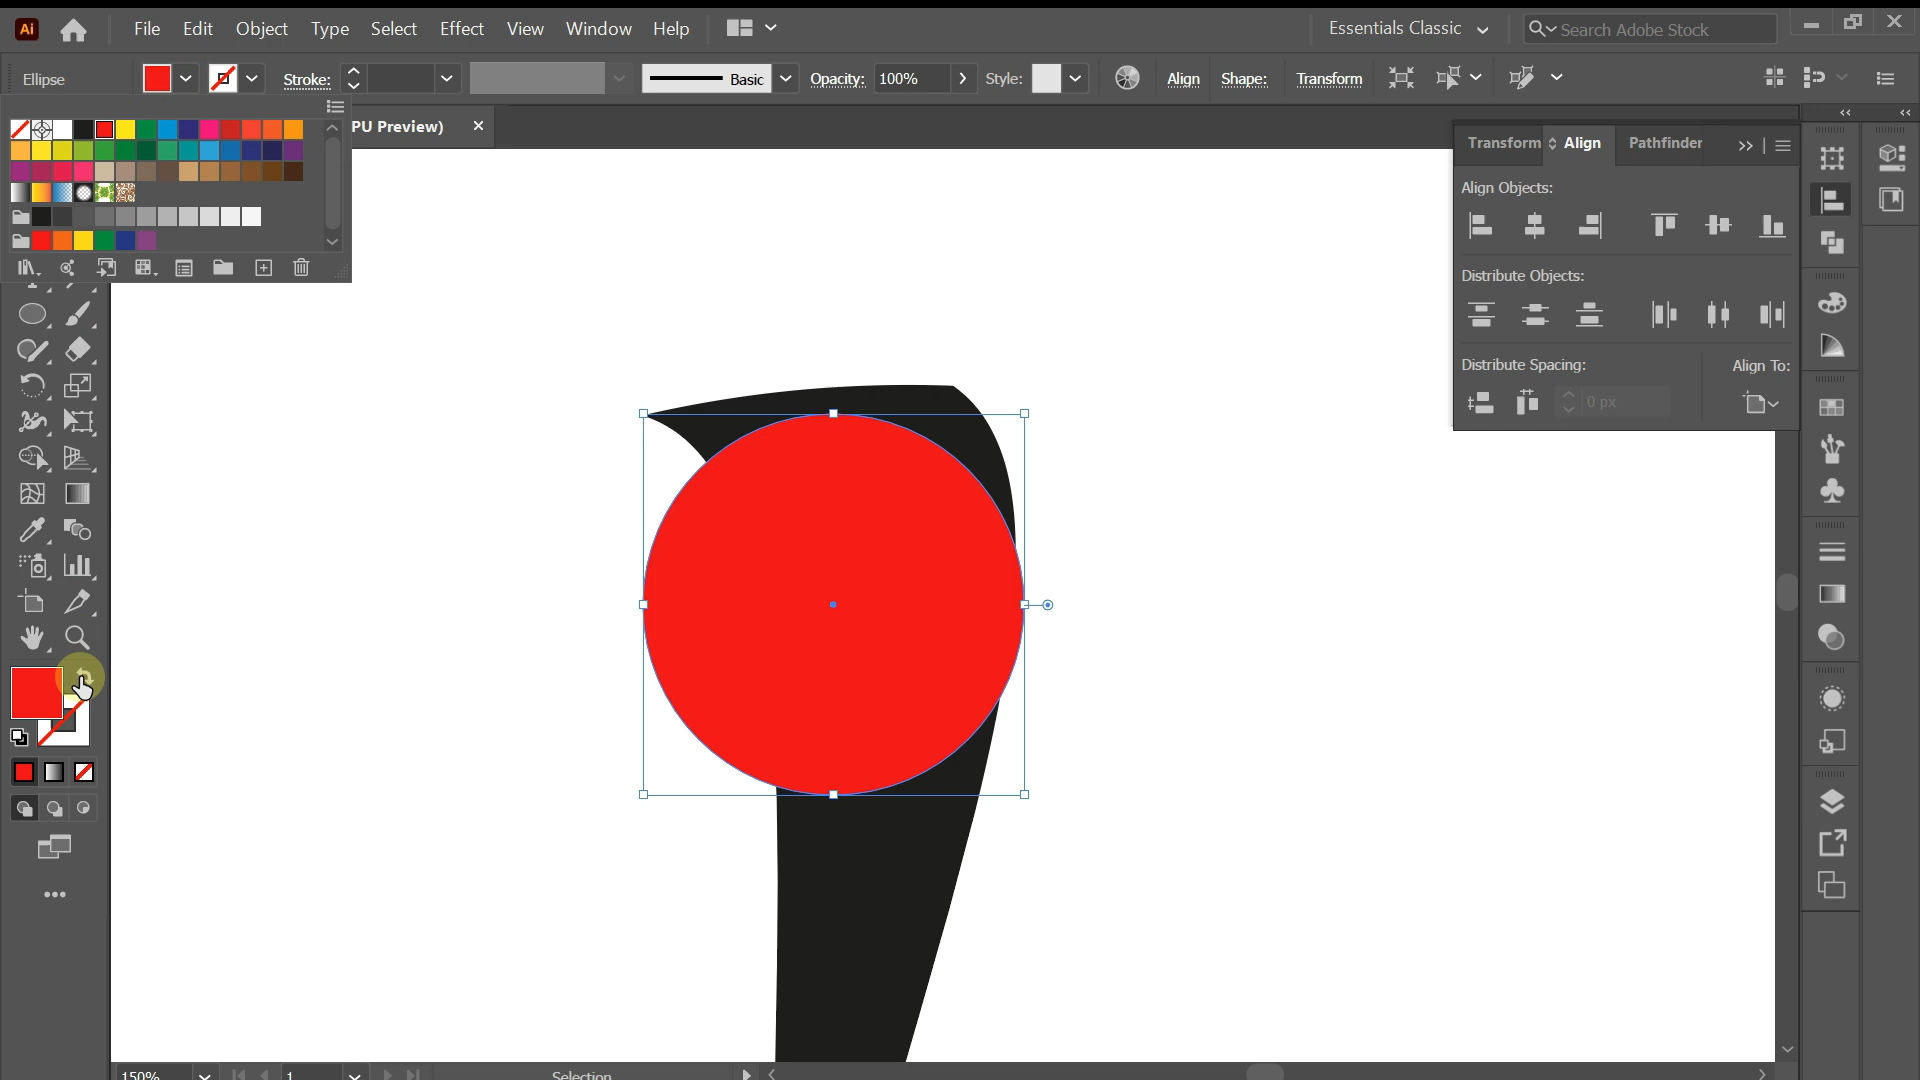 Ai File Edit Object Type Select Effect View Window Help Essentials Classic Search Adobe Stock
Ellipse Stroke: Basic Opacity: 100% Style: Align Shape: Transform
PU Preview)
Transform Align Pathfinder
Align Objects:
Distribute Objects:
Distribute Spacing: Align To:
0 px
150% 1 Selection